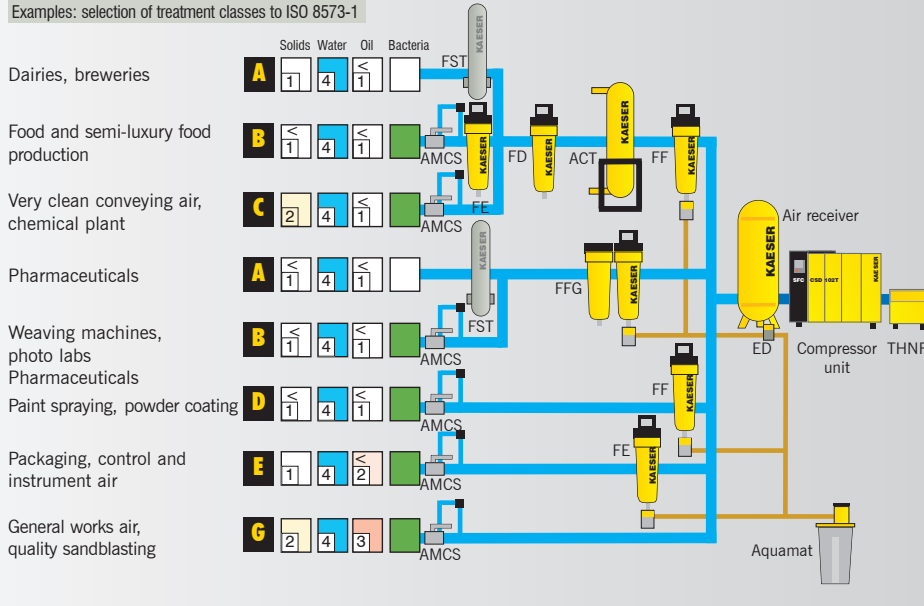 Examples: selection of treatment classes to ISO 8573-1
Solids Water Oil Bacteria
Dairies, breweries
A
1 4 < 1
FST
KAESER
Food and semi-luxury food
production
B
< 1 4 < 1
AMCS
KAESER
FE
FD
KAESER
ACT
KAESER
FF
KAESER
Very clean conveying air,
chemical plant
C
2 4 < 1
AMCS
Pharmaceuticals
A
< 1 4 < 1
KAESER
FST
FFG
KAESER
Weaving machines,
photo labs
Pharmaceuticals
B
< 1 4 < 1
AMCS
Air receiver
KAESER
ED
SFC
CSD 102T
KAESER
Compressor
unit
THNF
Paint spraying, powder coating
D
< 1 4 < 1
AMCS
FF
KAESER
Packaging, control and
instrument air
E
1 4 < 2
AMCS
FE
KAESER
General works air,
quality sandblasting
G
2 4 3
AMCS
Aquamat